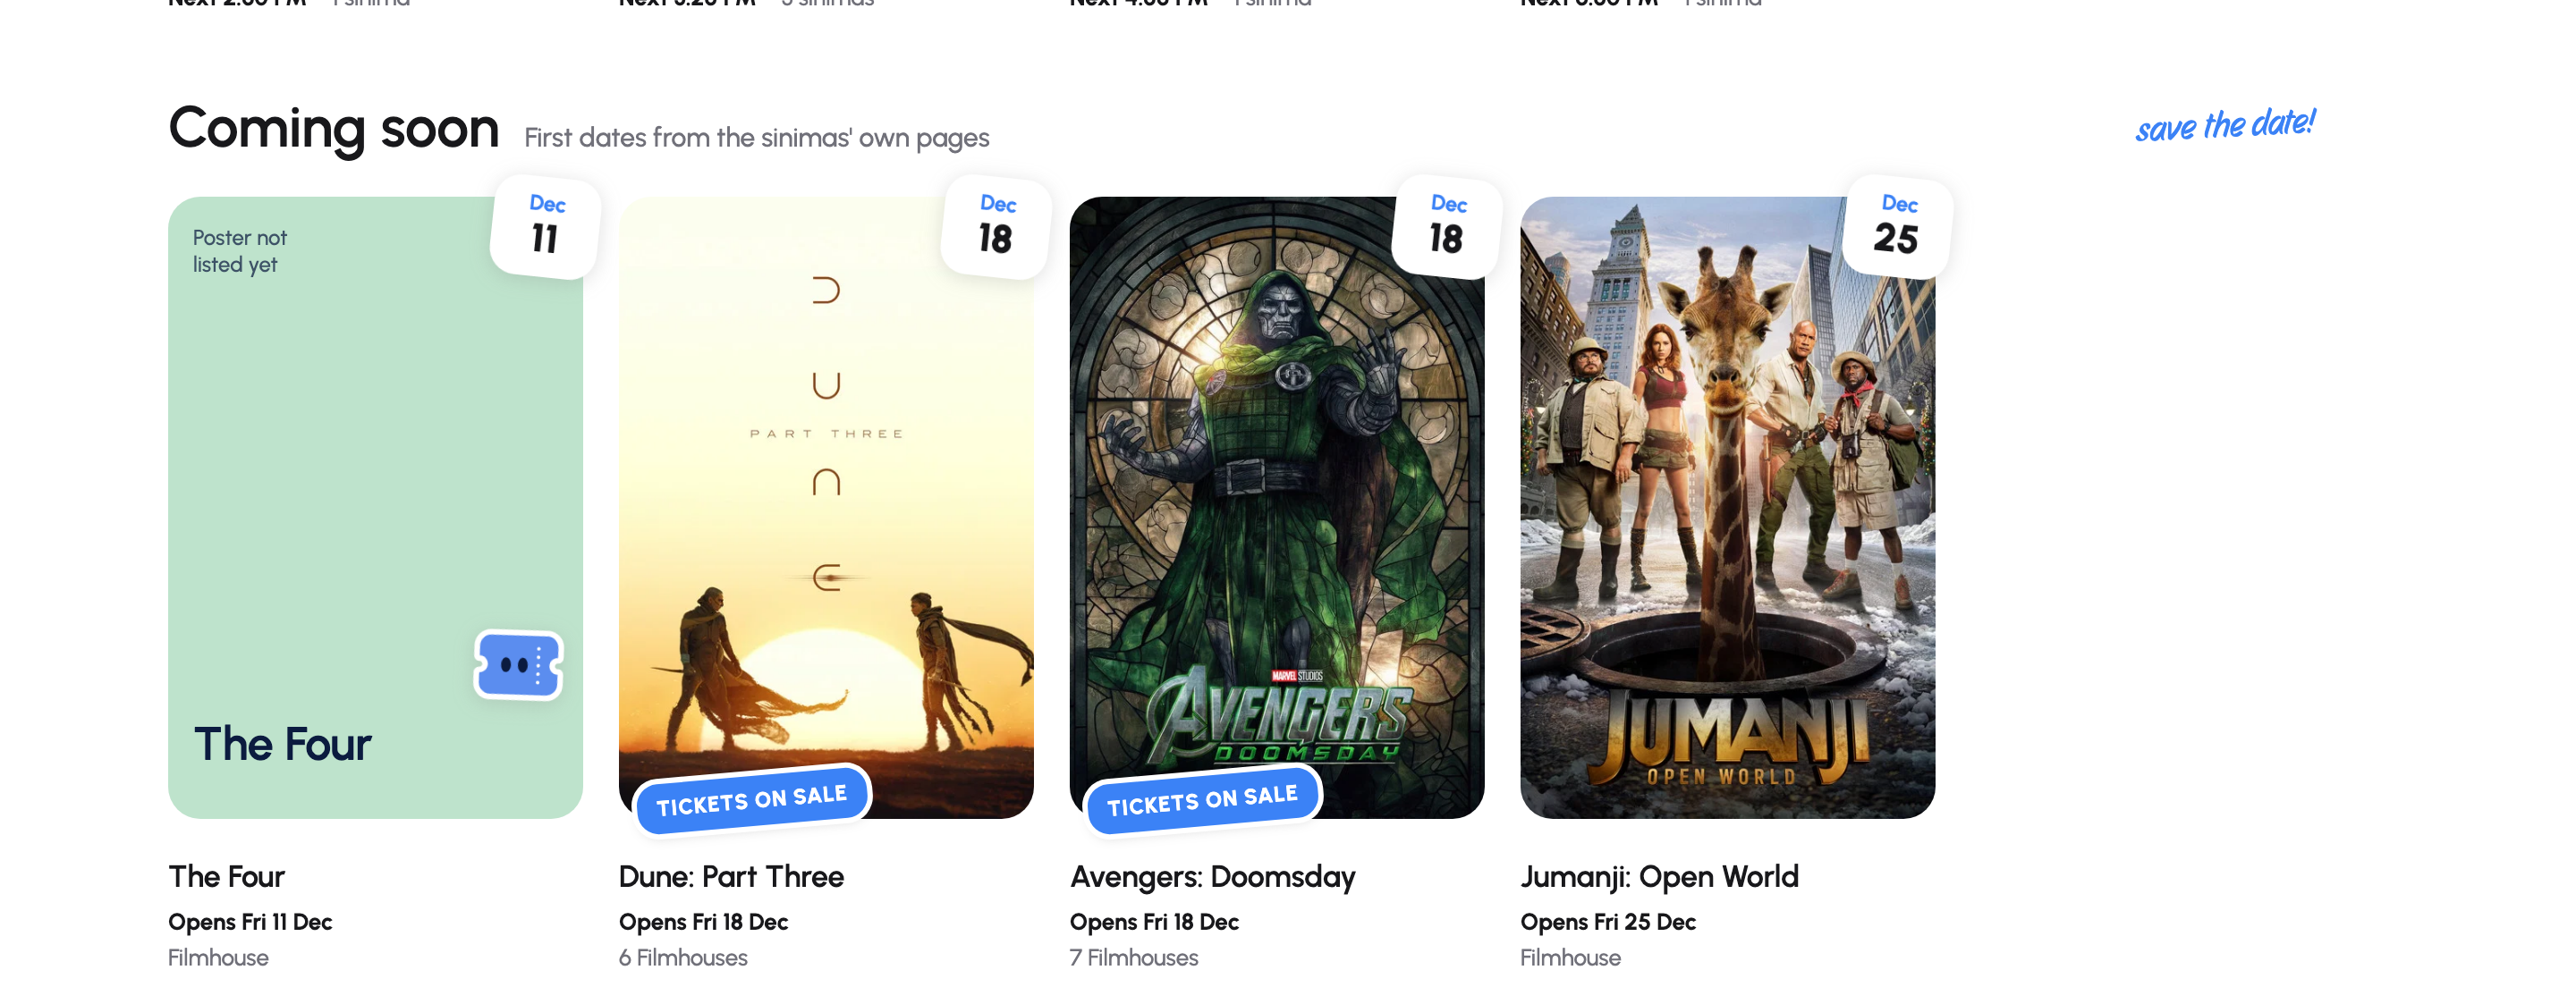 Coming soon First dates from the sinimas' own pages
save the date!
Poster not
listed yet
Dec
11
The Four
Dec
18
PART THREE
TICKETS ON SALE
Dec
18
MARVEL STUDIOS
AVENGERS
DOOMSDAY
TICKETS ON SALE
Dec
25
JUMANJI
OPEN WORLD
The Four
Opens Fri 11 Dec
Filmhouse
Dune: Part Three
Opens Fri 18 Dec
6 Filmhouses
Avengers: Doomsday
Opens Fri 18 Dec
7 Filmhouses
Jumanji: Open World
Opens Fri 25 Dec
Filmhouse